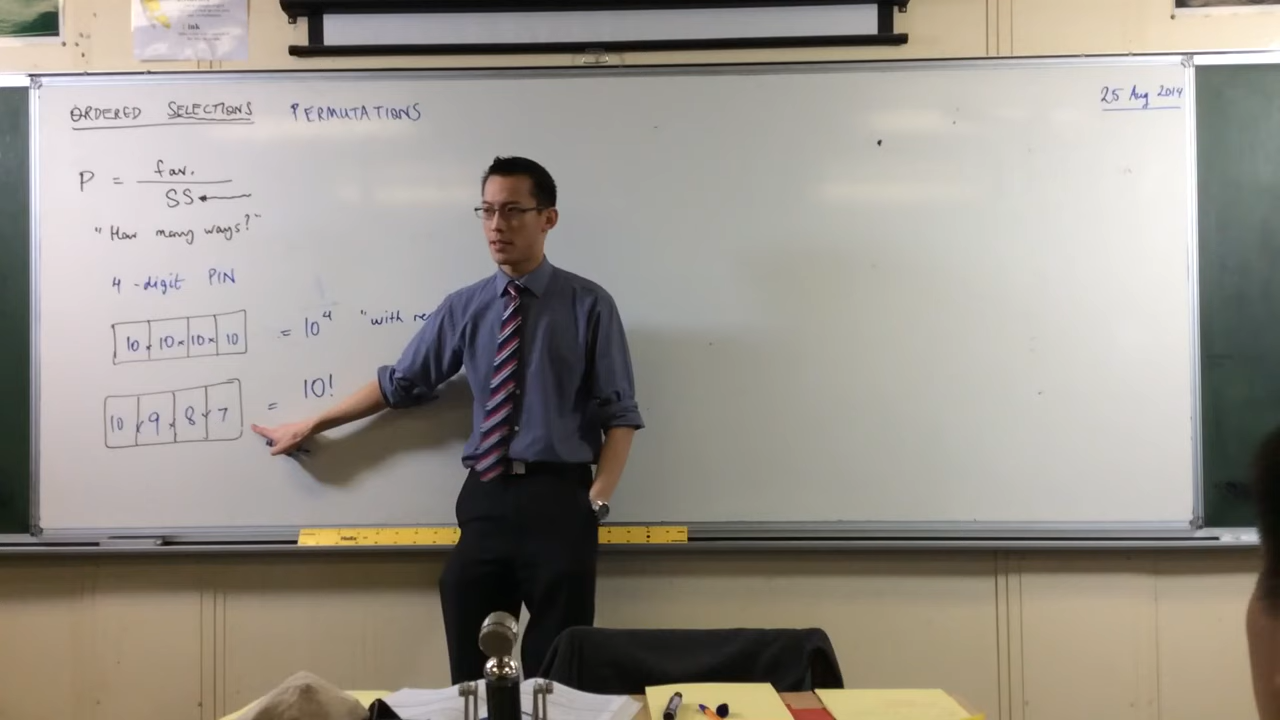 ORDERED SELECTIONS PERMUTATIONS
25 Aug 2014
P = fav.
SS
"How many ways?"
4-digit PIN
10 × 10 × 10 × 10 = 10⁴ "with re
10 × 9 × 8 × 7 = 10!
ink